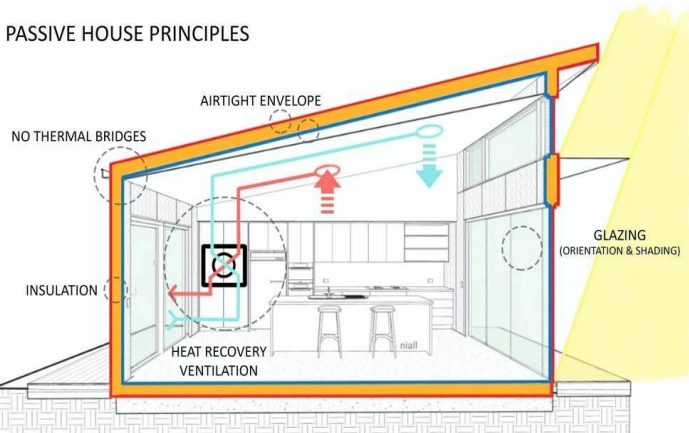 PASSIVE HOUSE PRINCIPLES
AIRTIGHT ENVELOPE
NO THERMAL BRIDGES
GLAZING
(ORIENTATION & SHADING)
INSULATION
niall
HEAT RECOVERY
VENTILATION